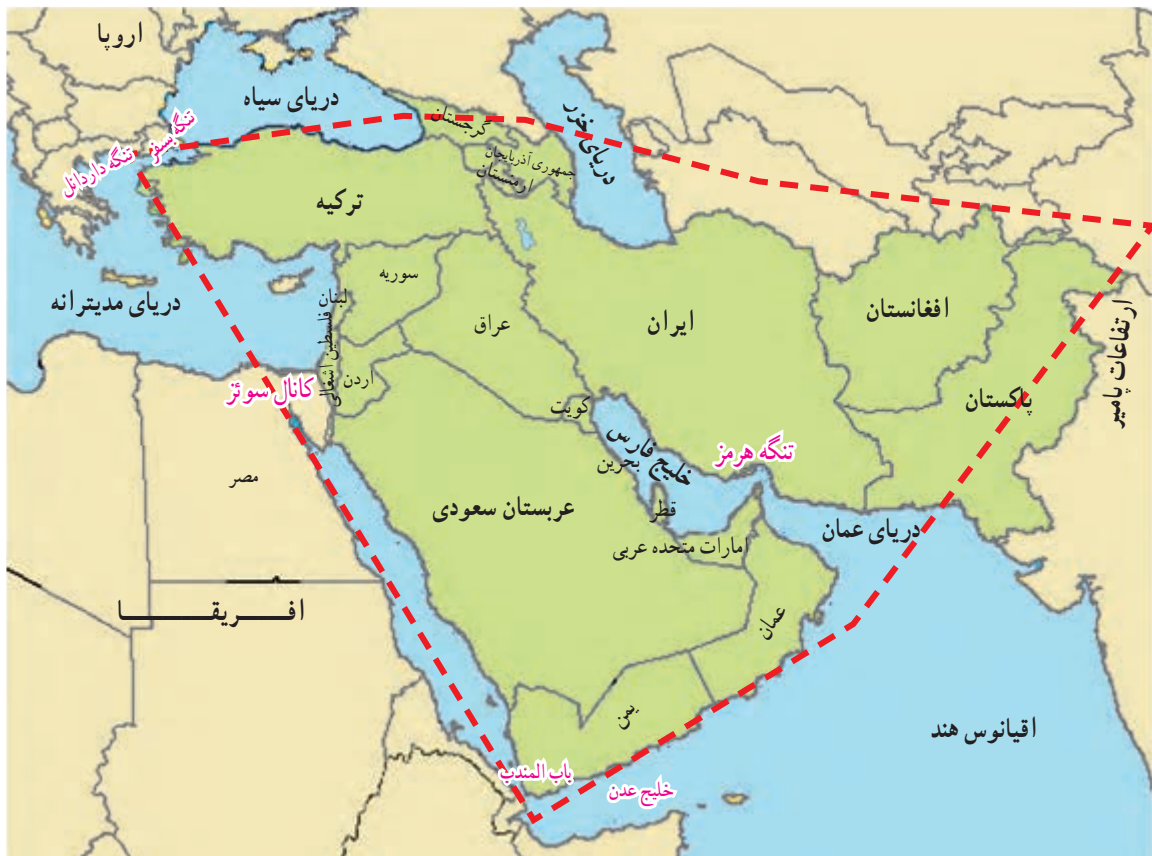 اروپا
دریای سیاه
تنگه بسفر
تنگه داردانل
گرجستان
جمهوری آذربایجان
ارمنستان
دریای خزر
ترکیه
سوریه
لبنان
فلسطین اشغالی
اردن
عراق
ایران
افغانستان
پاکستان
ارتفاعات پامیر
دریای مدیترانه
کانال سوئز
مصر
کویت
خلیج فارس
بحرین
قطر
تنگه هرمز
عربستان سعودی
امارات متحده عربی
دریای عمان
عمان
افـــریقـــــــا
یمن
اقیانوس هند
باب المندب
خلیج عدن